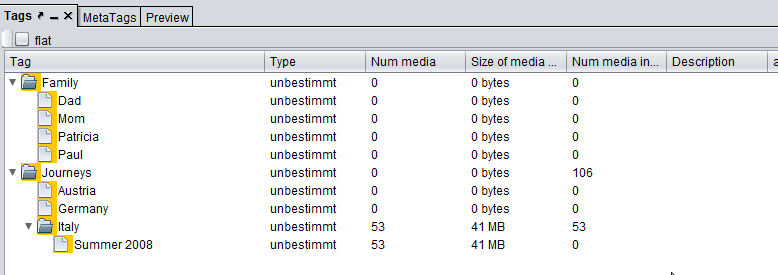 Tags MetaTags Preview
flat
Tag Type Num media Size of media ... Num media in... Description a
Family unbestimmt 0 0 bytes 0
Dad unbestimmt 0 0 bytes 0
Mom unbestimmt 0 0 bytes 0
Patricia unbestimmt 0 0 bytes 0
Paul unbestimmt 0 0 bytes 0
Journeys unbestimmt 0 0 bytes 106
Austria unbestimmt 0 0 bytes 0
Germany unbestimmt 0 0 bytes 0
Italy unbestimmt 53 41 MB 53
Summer 2008 unbestimmt 53 41 MB 0